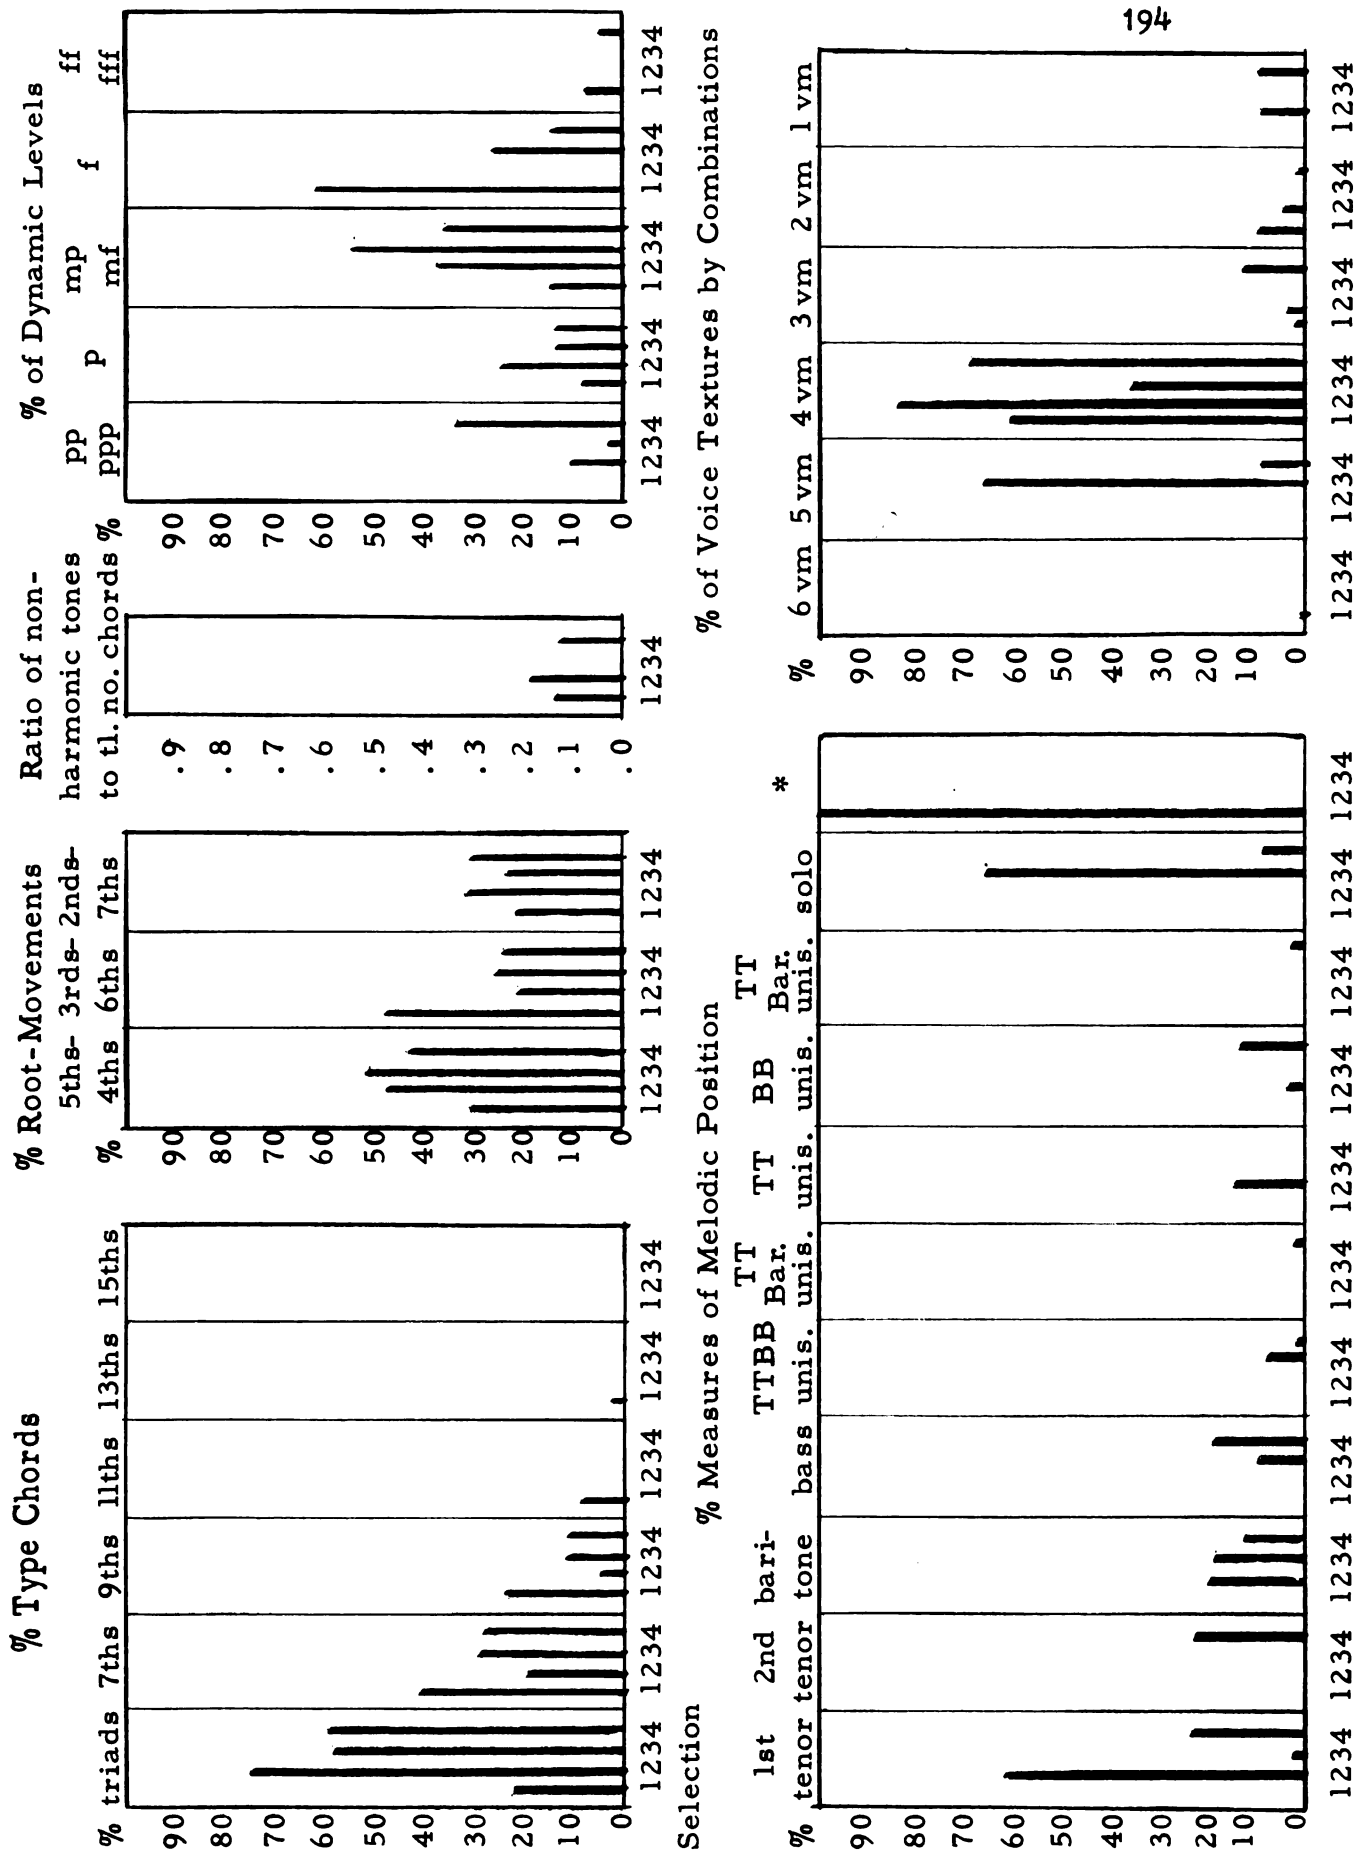 194
% Type Chords
% Root-Movements
Ratio of non-
harmonic tones
to tl. no. chords
% of Dynamic Levels
5ths- 3rds- 2nds-
pp p mp f ff
% triads 7ths 9ths 11ths 13ths 15ths
% 4ths 6ths 7ths
% ppp mf fff
90
80
70
60
50
40
30
20
10
0
90
80
70
60
50
40
30
20
10
0
.9
.8
.7
.6
.5
.4
.3
.2
.1
.0
90
80
70
60
50
40
30
20
10
0
1234 1234 1234 1234 1234 1234
1234 1234 1234
1234
1234 1234 1234 1234 1234
Selection
% Measures of Melodic Position
% of Voice Textures by Combinations
TT TT
1st 2nd bari- TTBB Bar. TT BB Bar. *
% tenor tenor tone bass unis. unis. unis. unis. unis. solo
% 6 vm 5 vm 4 vm 3 vm 2 vm 1 vm
90
80
70
60
50
40
30
20
10
0
90
80
70
60
50
40
30
20
10
0
1234 1234 1234 1234 1234 1234 1234 1234 1234 1234 1234
1234 1234 1234 1234 1234 1234